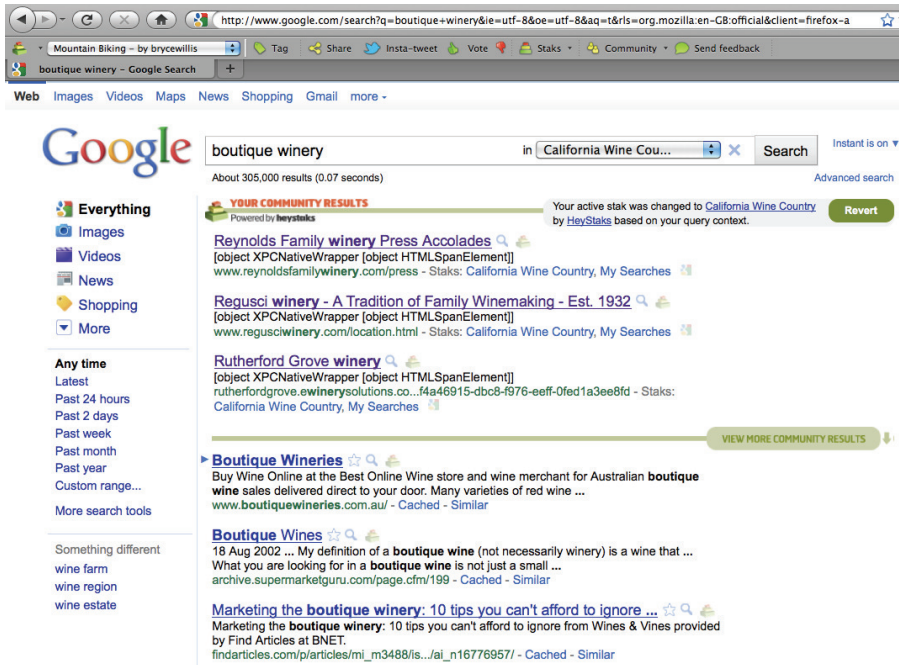 http://www.google.com/search?q=boutique+winery&ie=utf-8&oe=utf-8&aq=t&rls=org.mozilla:en-GB:official&client=firefox-a
Mountain Biking - by brycewillis Tag Share Insta-tweet Vote Staks Community Send feedback
boutique winery - Google Search +
Web Images Videos Maps News Shopping Gmail more
Google
boutique winery in California Wine Cou... Search Instant is on
About 305,000 results (0.07 seconds) Advanced search
Everything
Images
Videos
News
Shopping
More
Any time
Latest
Past 24 hours
Past 2 days
Past week
Past month
Past year
Custom range...
More search tools
Something different
wine farm
wine region
wine estate
YOUR COMMUNITY RESULTS
Powered by heystaks
Your active stak was changed to California Wine Country
by HeyStaks based on your query context.
Revert
Reynolds Family winery Press Accolades
[object XPCNativeWrapper [object HTMLSpanElement]]
www.reynoldsfamilywinery.com/press - Staks: California Wine Country, My Searches
Regusci winery - A Tradition of Family Winemaking - Est. 1932
[object XPCNativeWrapper [object HTMLSpanElement]]
www.regusciwinery.com/location.html - Staks: California Wine Country, My Searches
Rutherford Grove winery
[object XPCNativeWrapper [object HTMLSpanElement]]
rutherfordgrove.ewinerysolutions.co...f4a46915-dbc8-f976-eeff-0fed1a3ee8fd - Staks:
California Wine Country, My Searches
VIEW MORE COMMUNITY RESULTS
Boutique Wineries
Buy Wine Online at the Best Online Wine store and wine merchant for Australian boutique
wine sales delivered direct to your door. Many varieties of red wine ...
www.boutiquewineries.com.au/ - Cached - Similar
Boutique Wines
18 Aug 2002 ... My definition of a boutique wine (not necessarily winery) is a wine that ...
What you are looking for in a boutique wine is not just a small ...
archive.supermarketguru.com/page.cfm/199 - Cached - Similar
Marketing the boutique winery: 10 tips you can't afford to ignore ...
Marketing the boutique winery: 10 tips you can't afford to ignore from Wines & Vines provided
by Find Articles at BNET.
findarticles.com/p/articles/mi_m3488/is.../ai_n16776957/ - Cached - Similar